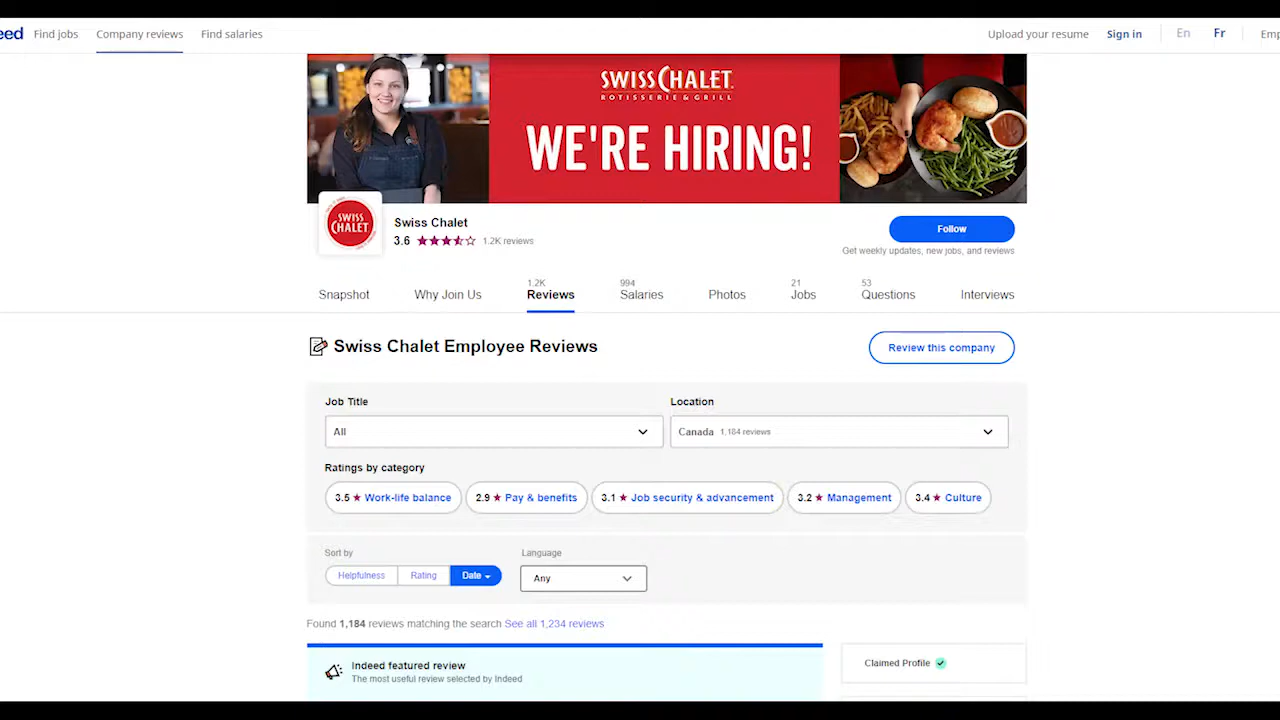 eed Find jobs Company reviews Find salaries Upload your resume Sign in En Fr Emp
SWISS CHALET
ROTISSERIE & GRILL
WE'RE HIRING!
SWISS
CHALET
Swiss Chalet
3.6 1.2K reviews
Follow
Get weekly updates, new jobs, and reviews
1.2K 994 21 53
Snapshot Why Join Us Reviews Salaries Photos Jobs Questions Interviews
Swiss Chalet Employee Reviews
Review this company
Job Title Location
All Canada 1,184 reviews
Ratings by category
3.5 ★ Work-life balance 2.9 ★ Pay & benefits 3.1 ★ Job security & advancement 3.2 ★ Management 3.4 ★ Culture
Sort by Language
Helpfulness Rating Date Any
Found 1,184 reviews matching the search See all 1,234 reviews
Indeed featured review
The most useful review selected by Indeed
Claimed Profile